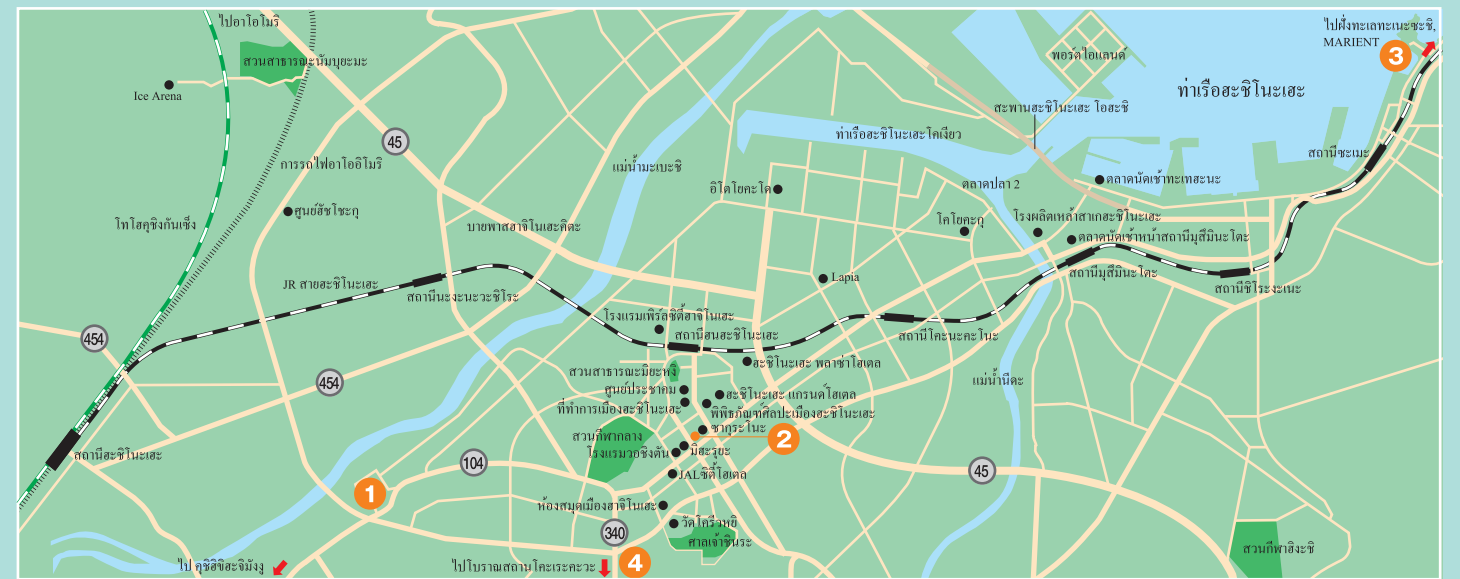 ไปอาโอโมริ
สวนสาธารณะนัมบุยะมะ
Ice Arena
45
การรถไฟอาโออิโมริ
โทโฮคุชิงกันเซ็ง
ศูนย์ฮัชโชะกุ
แม่น้ำมะเบะชิ
บายพาสฮาจิโนเฮะคิตะ
JR สายฮะชิโนะเฮะ
สถานีนะงะนะวะชิโระ
454
454
สถานีฮะชิโนะเฮะ
ไปฝั่งทะเลทะเนะซะชิ,
MARIENT
3
พอร์ตไอแลนด์
ท่าเรือฮะชิโนะเฮะ
สะพานฮะชิโนะเฮะ โอฮะชิ
ท่าเรือฮะชิโนะเฮะโคเงียว
สถานีซะเมะ
อิโตโยคะโด
ตลาดปลา 2
ตลาดนัดเช้าทะเทฮะนะ
โคโยคะกุ
โรงผลิตเหล้าสาเกฮะชิโนะเฮะ
ตลาดนัดเช้าหน้าสถานีมุสึมินะโตะ
สถานีมุสึมินะโตะ
สถานีชิโระงะเนะ
Lapia
โรงแรมเพิร์ลซิตี้ฮาจิโนเฮะ
สถานีฮนฮะชิโนะเฮะ
สถานีโคะนะคะโนะ
ฮะชิโนะเฮะ พลาซ่าโฮเตล
แม่น้ำนีดะ
สวนสาธารณะมิยะหงิ
ศูนย์ประชาคม
ฮะชิโนะเฮะ แกรนด์โฮเตล
ที่ทำการเมืองฮะชิโนะเฮะ
พิพิธภัณฑ์ศิลปะเมืองฮะชิโนะเฮะ
ซากุระโนะ
สวนกีฬากลาง
2
โรงแรมวอชิงตัน
มิฮะรุยะ
104
45
JALซิตี้โฮเตล
1
ห้องสมุดเมืองฮาจิโนเฮะ
วัดโครีวหยิ
340
ศาลเจ้าชินระ
สวนกีฬาฮิงะชิ
ไป คุชิฮิขิฮะจิมังงู
ไปโบราณสถานโคะเระคะวะ
4